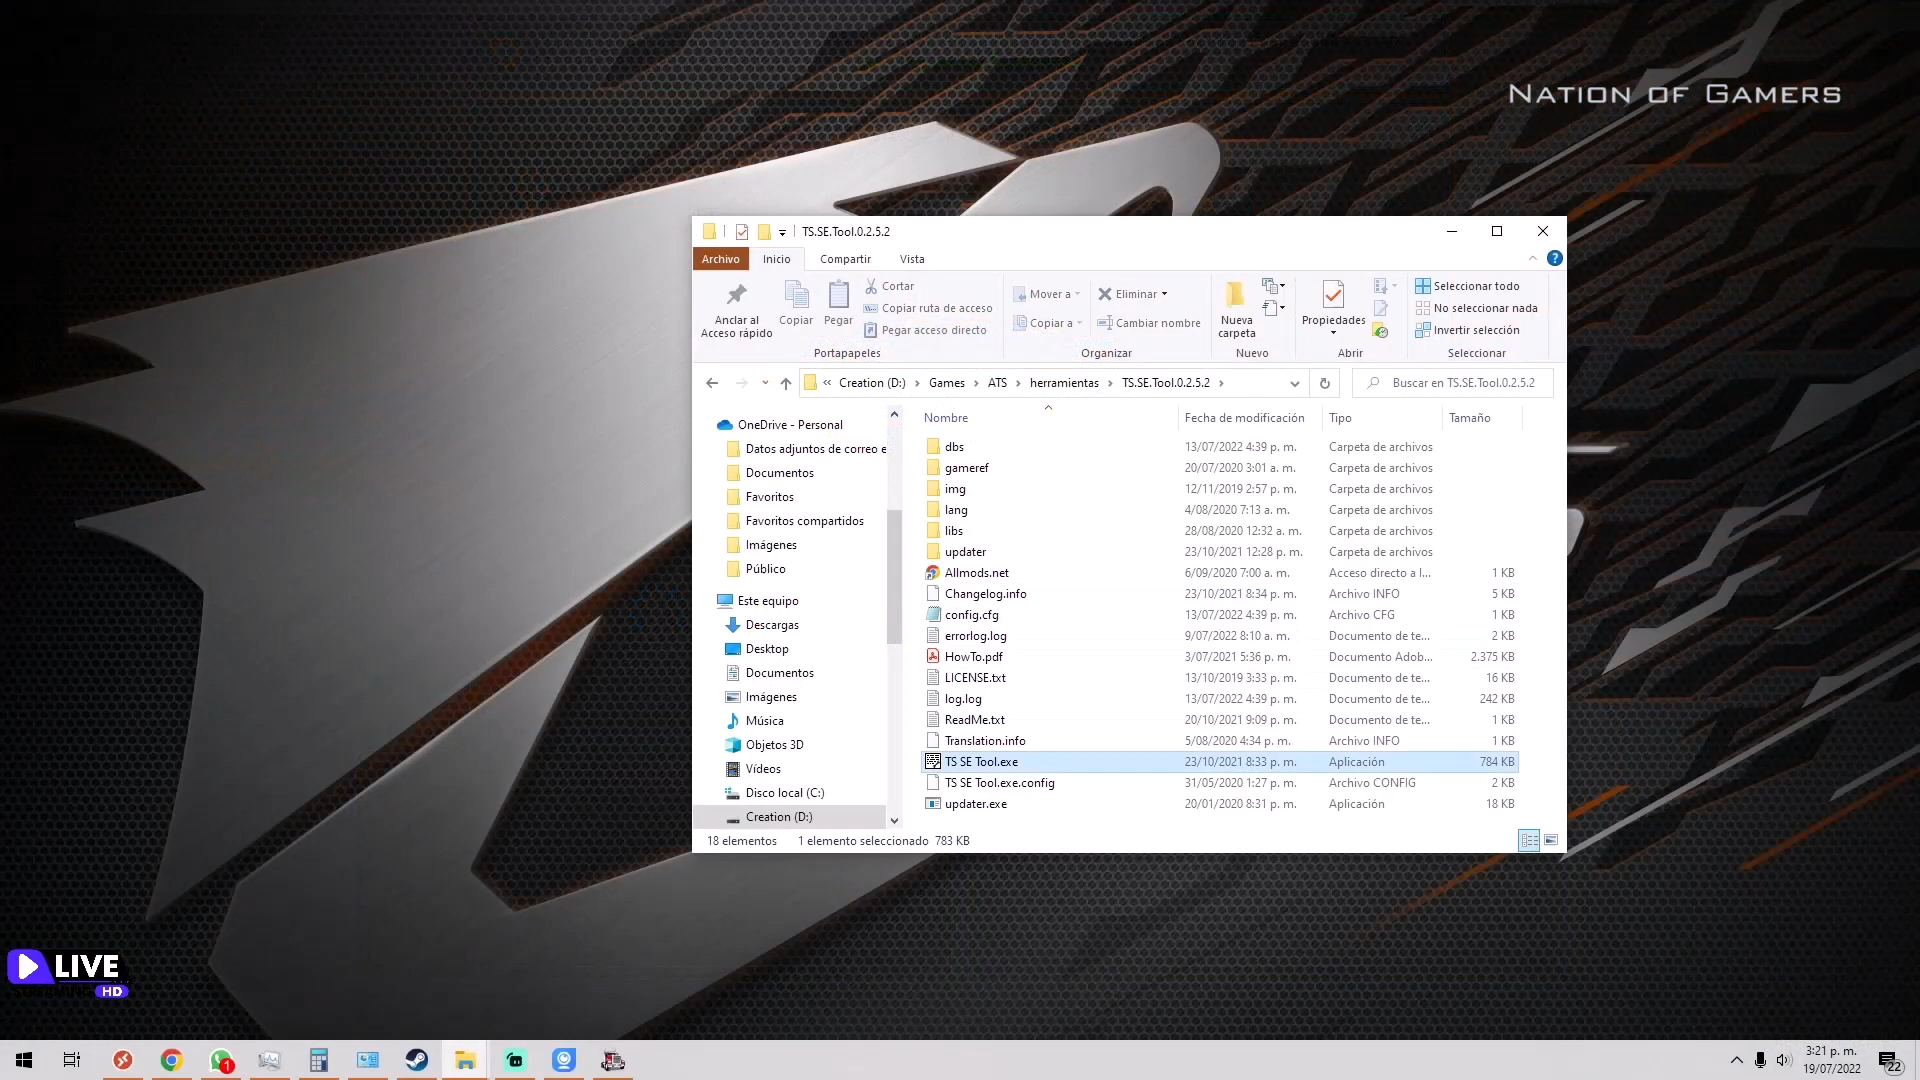 NATION OF GAMERS
TS.SE.Tool.0.2.5.2
Archivo Inicio Compartir Vista
Anclar al Acceso rápido
Copiar
Pegar
Cortar
Copiar ruta de acceso
Pegar acceso directo
Portapapeles
Mover a
Copiar a
Eliminar
Cambiar nombre
Organizar
Nueva carpeta
Nuevo
Propiedades
Abrir
Seleccionar todo
No seleccionar nada
Invertir selección
Seleccionar
« Creation (D:) › Games › ATS › herramientas › TS.SE.Tool.0.2.5.2 ›
Buscar en TS.SE.Tool.0.2.5.2
OneDrive - Personal
Datos adjuntos de correo e
Documentos
Favoritos
Favoritos compartidos
Imágenes
Público
Este equipo
Descargas
Desktop
Documentos
Imágenes
Música
Objetos 3D
Vídeos
Disco local (C:)
Creation (D:)
Nombre Fecha de modificación Tipo Tamaño
dbs 13/07/2022 4:39 p. m. Carpeta de archivos
gameref 20/07/2020 3:01 a. m. Carpeta de archivos
img 12/11/2019 2:57 p. m. Carpeta de archivos
lang 4/08/2020 7:13 a. m. Carpeta de archivos
libs 28/08/2020 12:32 a. m. Carpeta de archivos
updater 23/10/2021 12:28 p. m. Carpeta de archivos
Allmods.net 6/09/2020 7:00 a. m. Acceso directo a I... 1 KB
Changelog.info 23/10/2021 8:34 p. m. Archivo INFO 5 KB
config.cfg 13/07/2022 4:39 p. m. Archivo CFG 1 KB
errorlog.log 9/07/2022 8:10 a. m. Documento de te... 2 KB
HowTo.pdf 3/07/2021 5:36 p. m. Documento Adob... 2.375 KB
LICENSE.txt 13/10/2019 3:33 p. m. Documento de te... 16 KB
log.log 13/07/2022 4:39 p. m. Documento de te... 242 KB
ReadMe.txt 20/10/2021 9:09 p. m. Documento de te... 1 KB
Translation.info 5/08/2020 4:34 p. m. Archivo INFO 1 KB
TS SE Tool.exe 23/10/2021 8:33 p. m. Aplicación 784 KB
TS SE Tool.exe.config 31/05/2020 1:27 p. m. Archivo CONFIG 2 KB
updater.exe 20/01/2020 8:31 p. m. Aplicación 18 KB
18 elementos 1 elemento seleccionado 783 KB
LIVE
HD
1
3:21 p. m.
19/07/2022
22